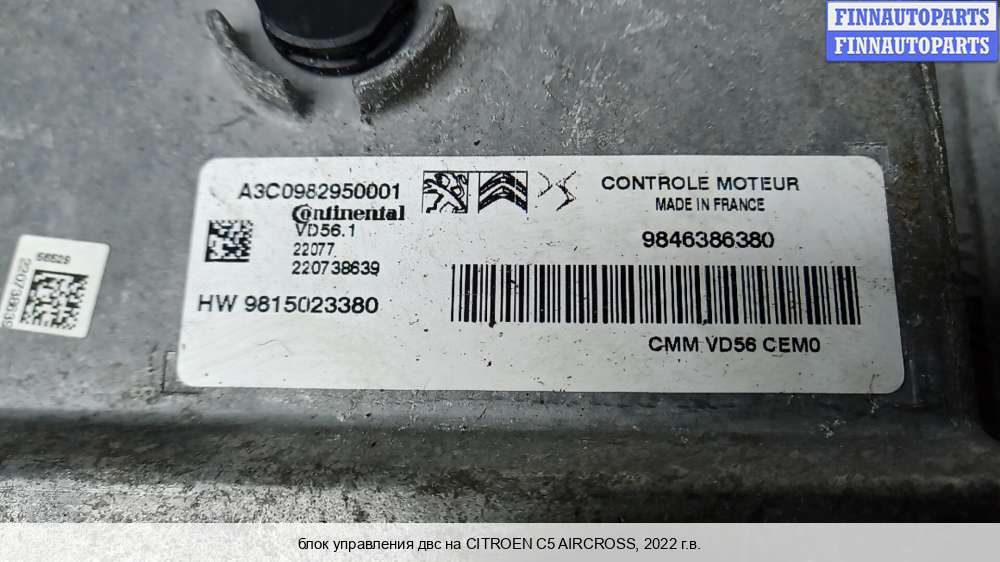 FINNAUTOPARTS
FINNAUTOPARTS
A3C0982950001
Continental
VD56.1
22077
220738639
HW 9815023380
CONTROLE MOTEUR
MADE IN FRANCE
9846386380
CMM VD56 CEM0
блок управления двс на CITROEN C5 AIRCROSS, 2022 г.в.